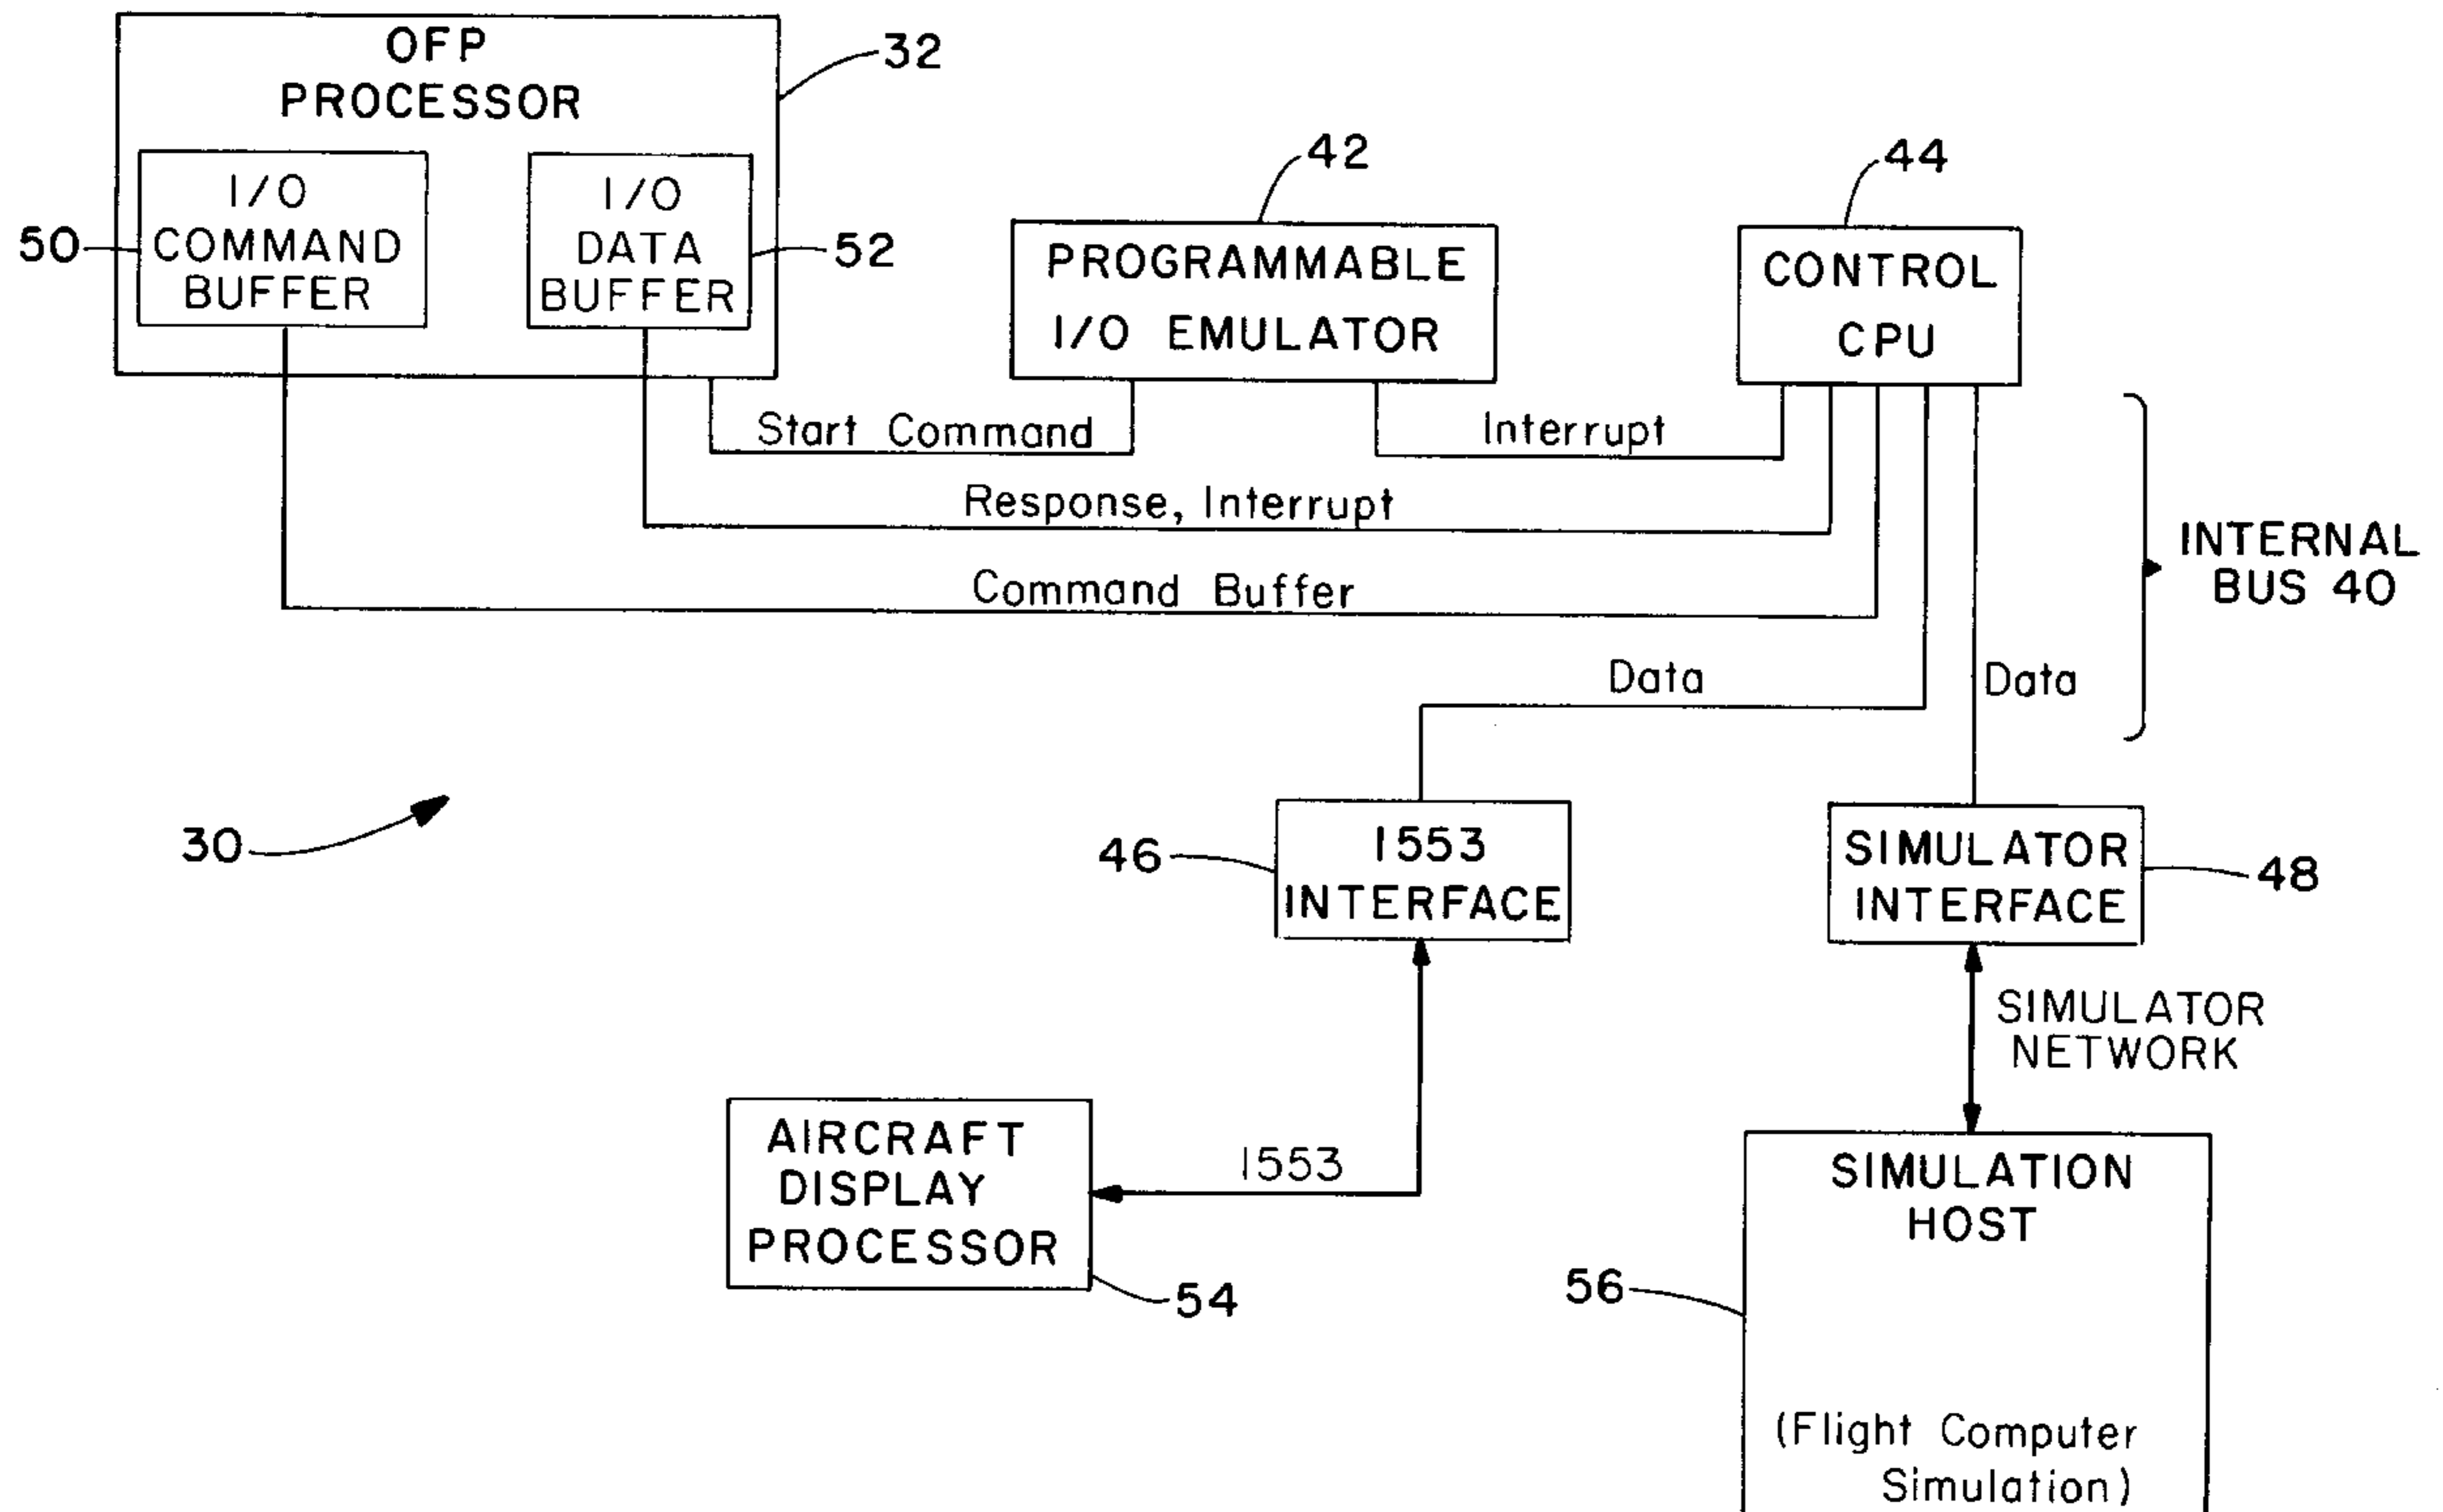 OFP
PROCESSOR
32
I/O
COMMAND
BUFFER
50
I/O
DATA
BUFFER
52
42
PROGRAMMABLE
I/O EMULATOR
44
CONTROL
CPU
Start Command
Interrupt
Response, Interrupt
Command Buffer
Data
Data
INTERNAL
BUS 40
30
46
1553
INTERFACE
SIMULATOR
INTERFACE
48
SIMULATOR
NETWORK
AIRCRAFT
DISPLAY
PROCESSOR
54
1553
SIMULATION
HOST
56
(Flight Computer
Simulation)